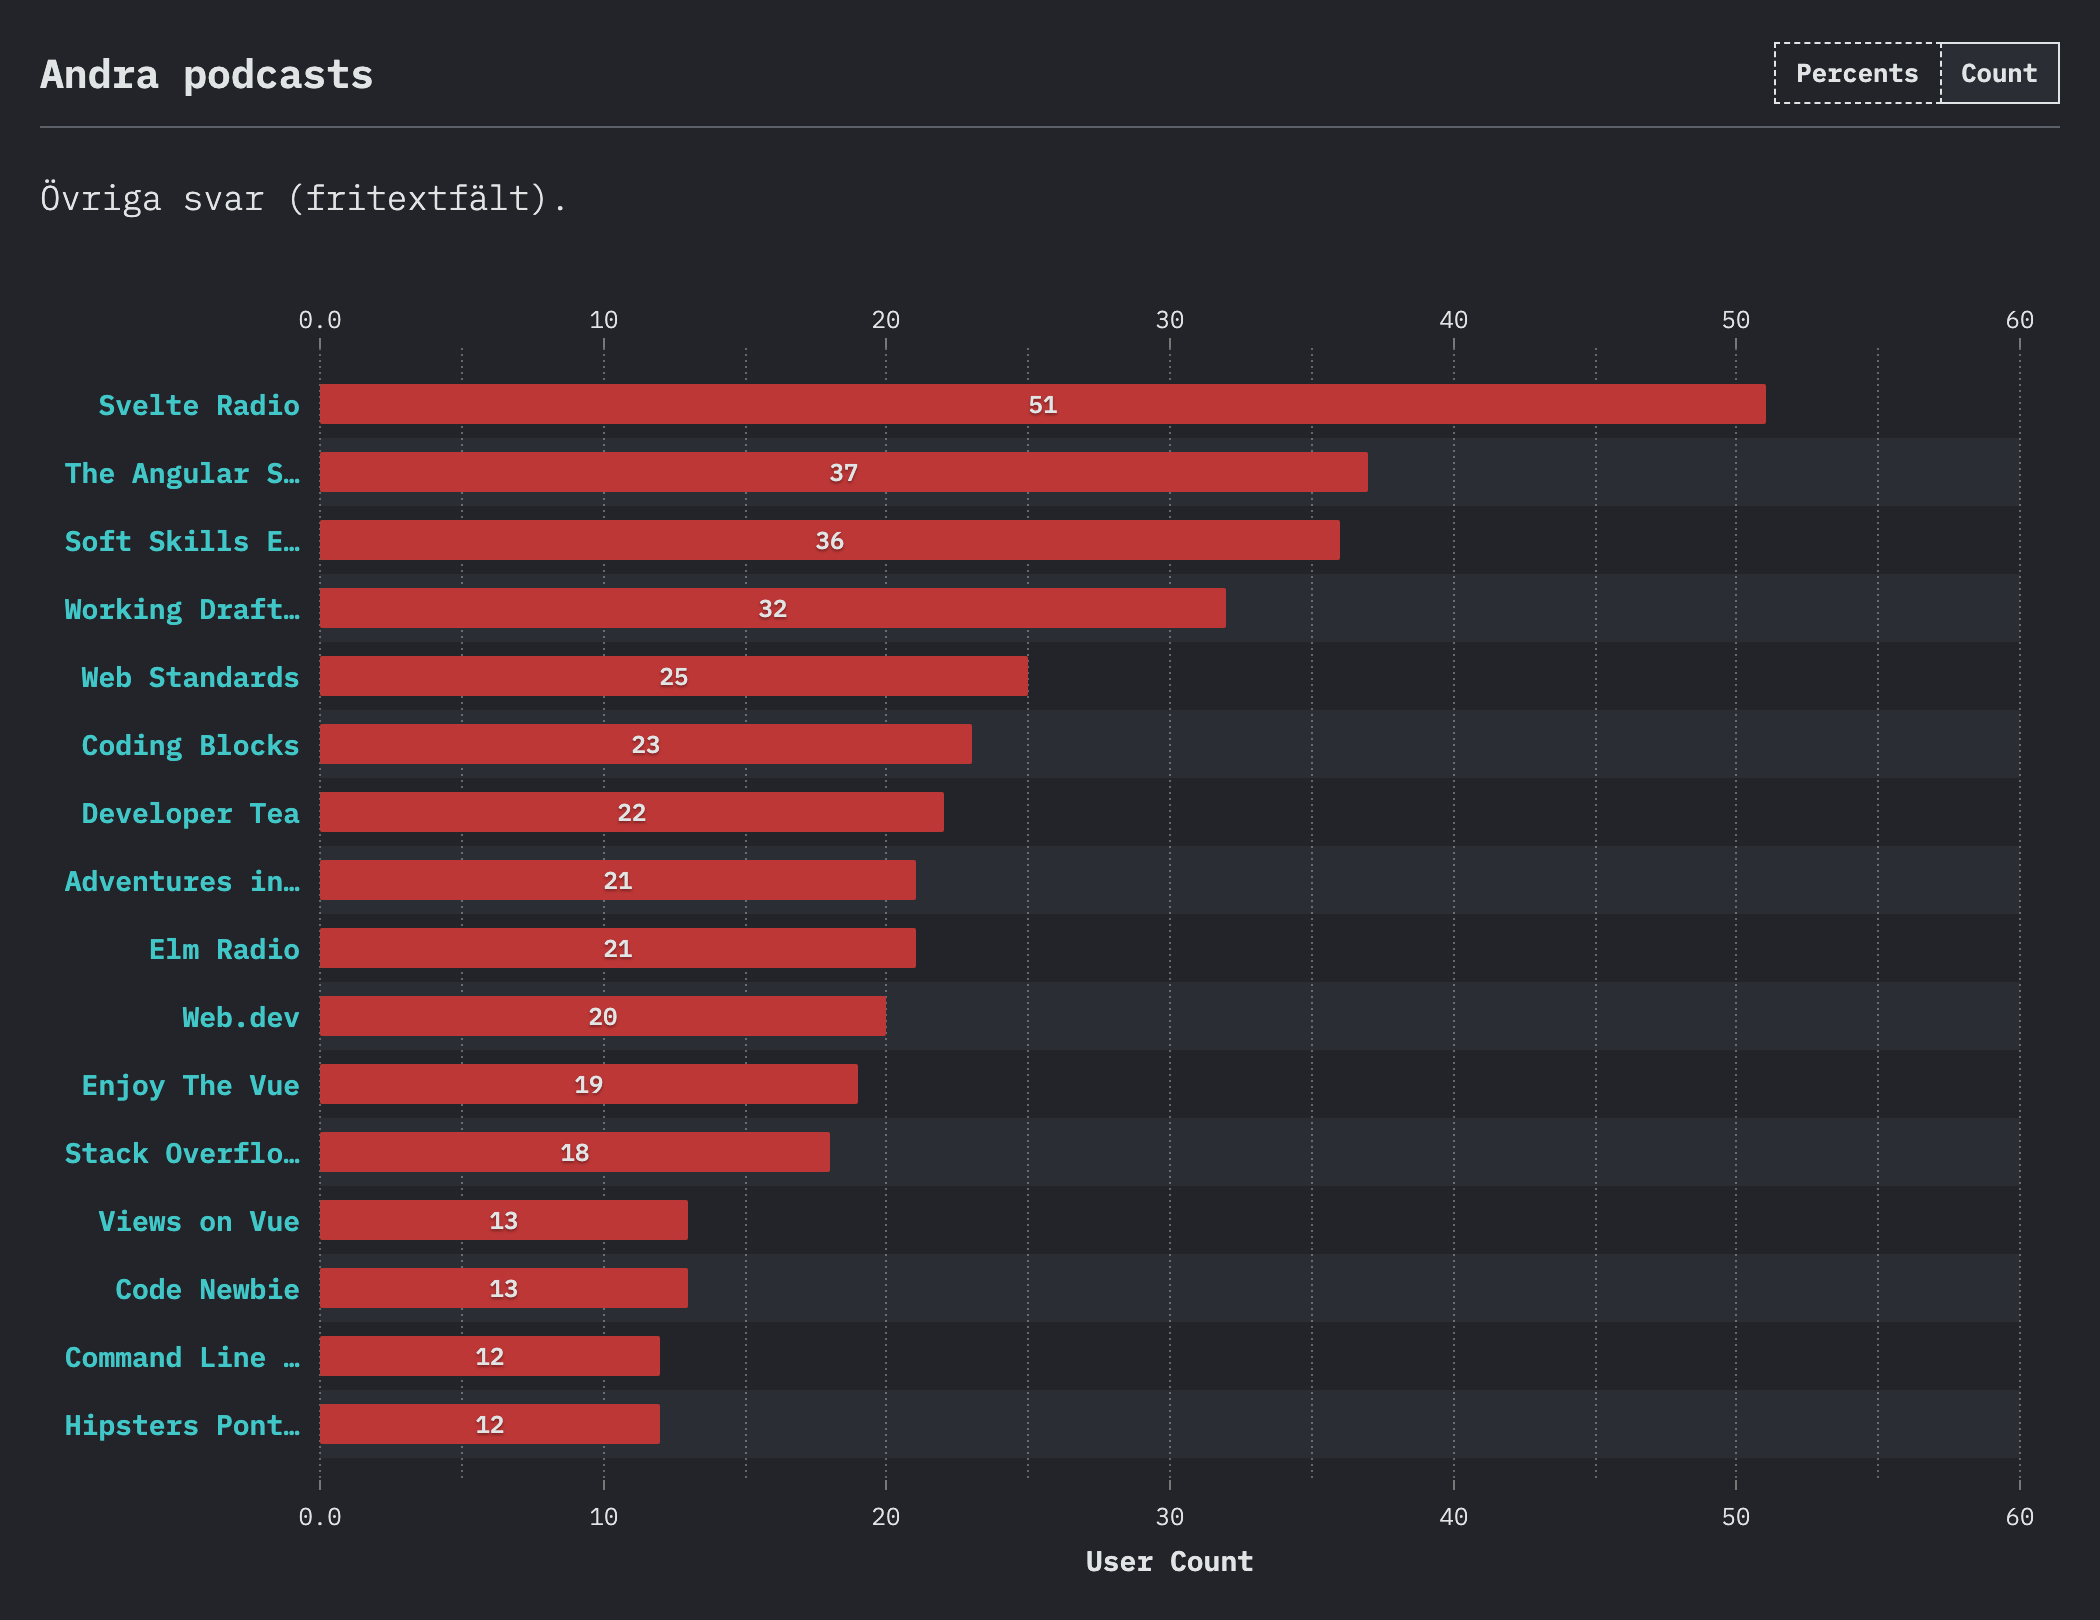 Andra podcasts
Percents Count
Övriga svar (fritextfält).
0.0 10 20 30 40 50 60
Svelte Radio 51
The Angular S… 37
Soft Skills E… 36
Working Draft… 32
Web Standards 25
Coding Blocks 23
Developer Tea 22
Adventures in… 21
Elm Radio 21
Web.dev 20
Enjoy The Vue 19
Stack Overflo… 18
Views on Vue 13
Code Newbie 13
Command Line … 12
Hipsters Pont… 12
0.0 10 20 30 40 50 60
User Count